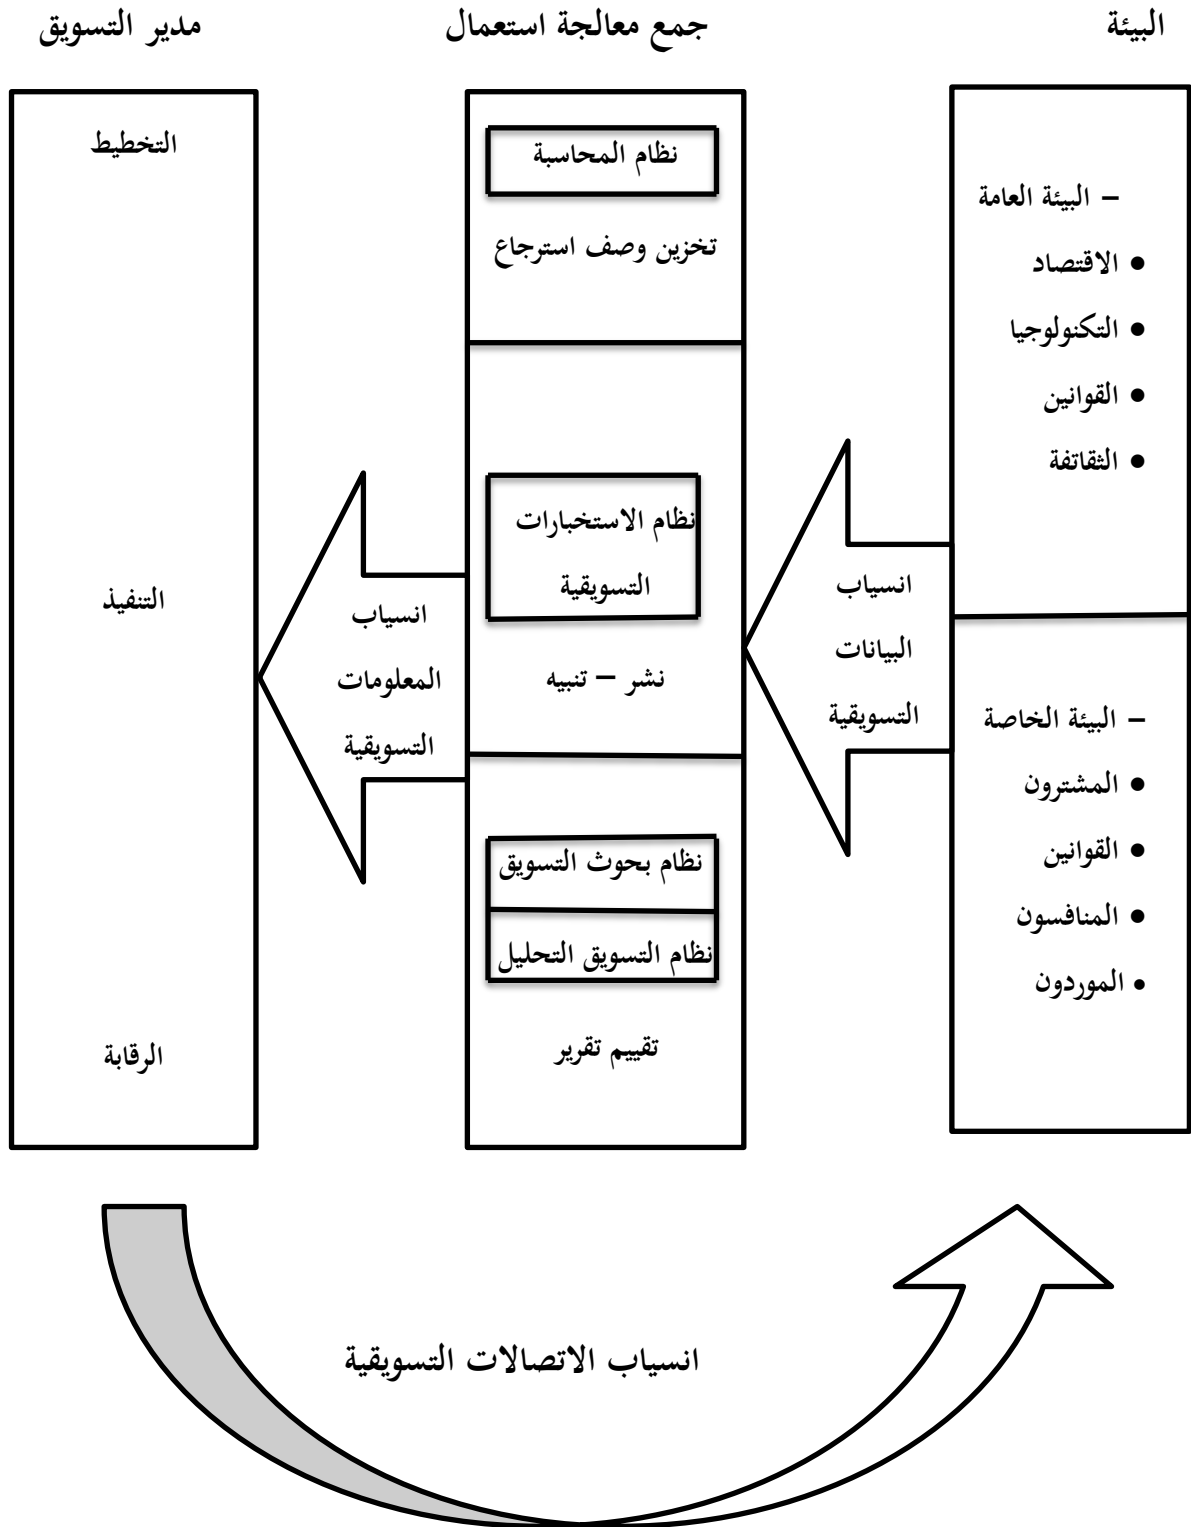 البيئة
جمع معالجة استعمال
مدير التسويق
– البيئة العامة
• الاقتصاد
• التكنولوجيا
• القوانين
• الثقاتفة
– البيئة الخاصة
• المشترون
• القوانين
• المنافسون
• الموردون
انسياب
البيانات
التسويقية
نظام المحاسبة
تخزين وصف استرجاع
نظام الاستخبارات
التسويقية
نشر – تنبيه
نظام بحوث التسويق
نظام التسويق التحليل
تقييم تقرير
انسياب
المعلومات
التسويقية
التخطيط
التنفيذ
الرقابة
انسياب الاتصالات التسويقية